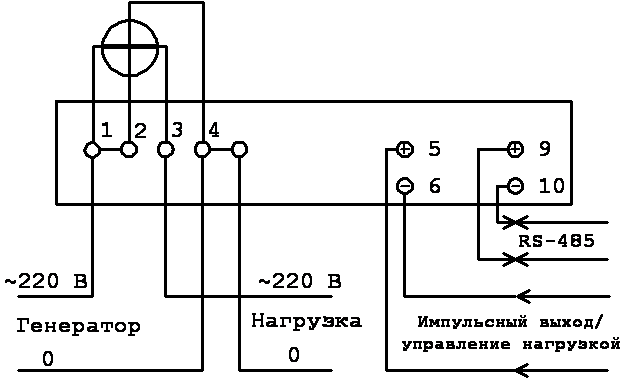 1 2 3 4 5 9
6 10
RS-485
~220 В ~220 В
Генератор Нагрузка Импульсный выход/
управление нагрузкой
0 0